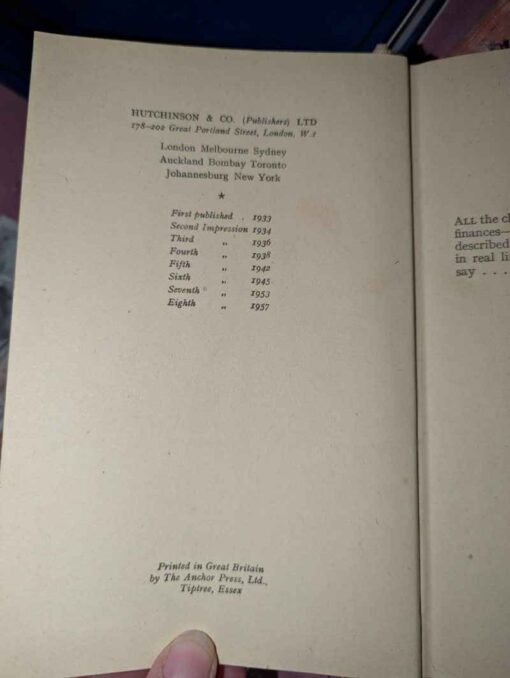 HUTCHINSON & CO. (Publishers) LTD
178–202 Great Portland Street, London, W.1
London Melbourne Sydney
Auckland Bombay Toronto
Johannesburg New York
*
First published . 1933
Second Impression 1934
Third „ 1936
Fourth „ 1938
Fifth „ 1942
Sixth „ 1945
Seventh „ 1953
Eighth „ 1957
Printed in Great Britain
by The Anchor Press, Ltd.,
Tiptree, Essex
ALL the c
finances—
described
in real li
say . . .